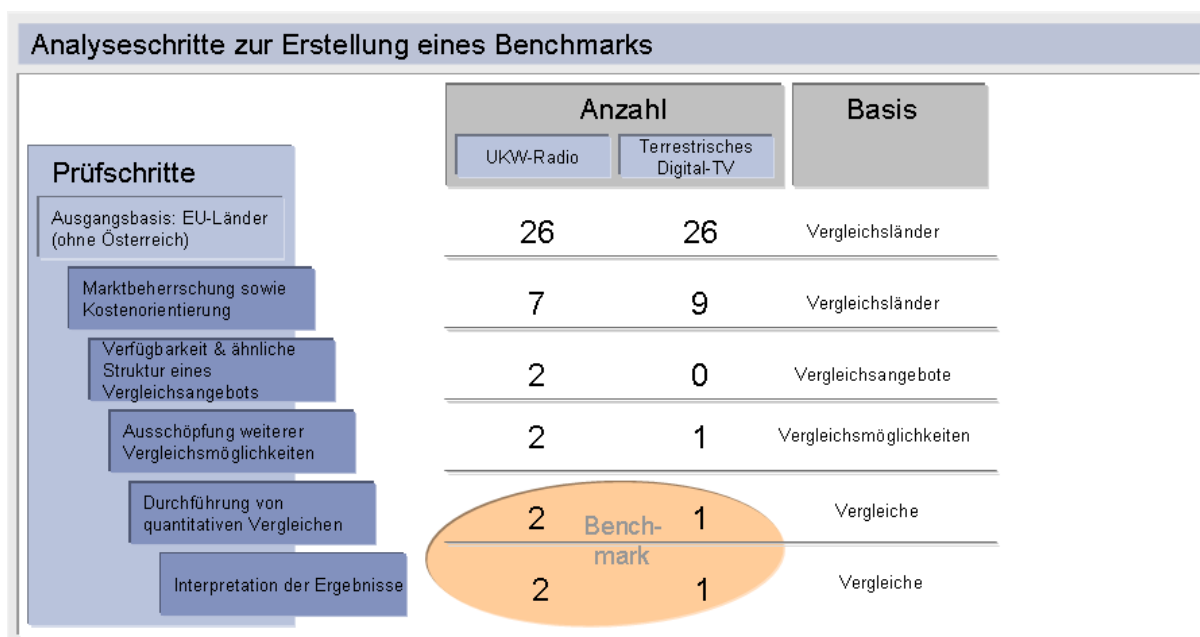 Analyseschritte zur Erstellung eines Benchmarks
Anzahl
Basis
UKW-Radio
Terrestrisches
Digital-TV
Prüfschritte
Ausgangsbasis: EU-Länder
(ohne Österreich)
26
26
Vergleichsländer
Marktbeherrschung sowie
Kostenorientierung
7
9
Vergleichsländer
Verfügbarkeit & ähnliche
Struktur eines
Vergleichsangebots
2
0
Vergleichsangebote
Ausschöpfung weiterer
Vergleichsmöglichkeiten
2
1
Vergleichsmöglichkeiten
Durchführung von
quantitativen Vergleichen
2
1
Vergleiche
Bench-
mark
Interpretation der Ergebnisse
2
1
Vergleiche